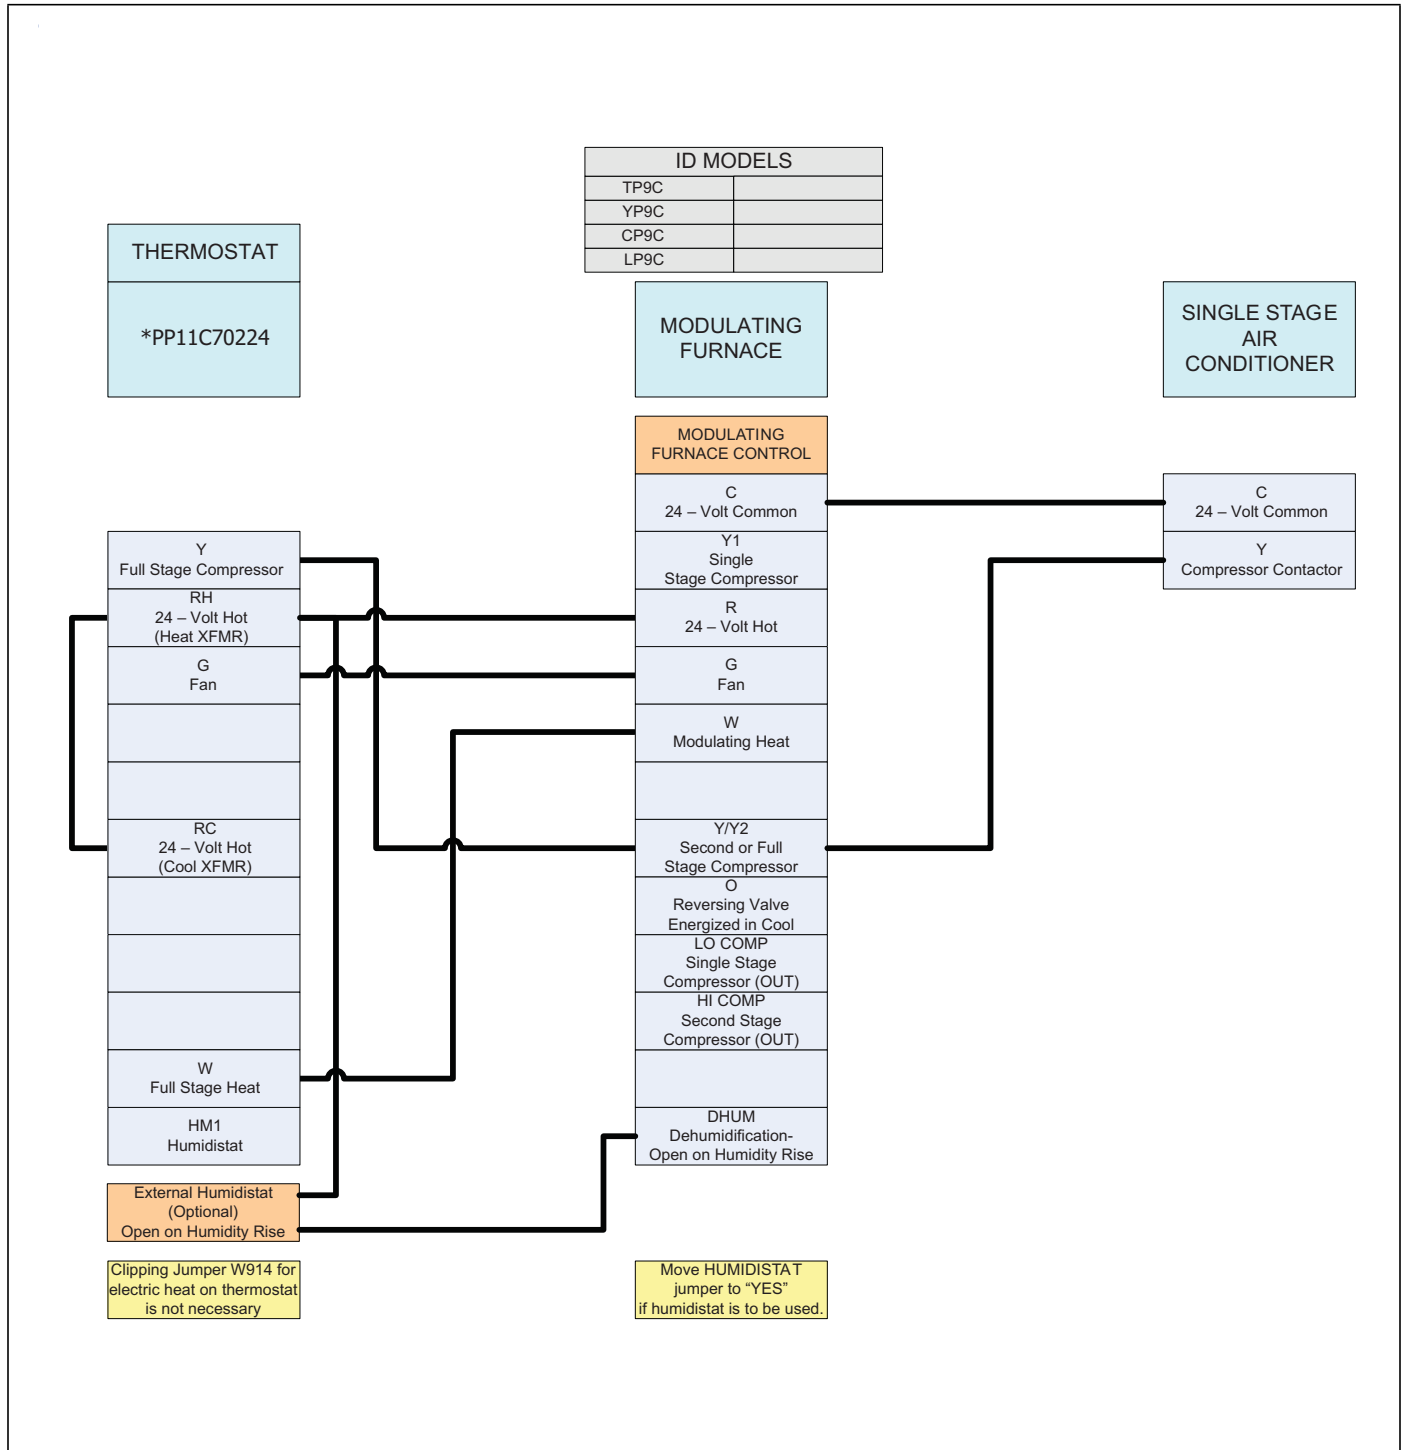 ID MODELS
TP9C
YP9C
CP9C
LP9C
THERMOSTAT
*PP11C70224
MODULATING
FURNACE
SINGLE STAGE
AIR
CONDITIONER
MODULATING
FURNACE CONTROL
C
24 – Volt Common
Y1
Single
Stage Compressor
R
24 – Volt Hot
G
Fan
W
Modulating Heat
Y/Y2
Second or Full
Stage Compressor
O
Reversing Valve
Energized in Cool
LO COMP
Single Stage
Compressor (OUT)
HI COMP
Second Stage
Compressor (OUT)
DHUM
Dehumidification-
Open on Humidity Rise
C
24 – Volt Common
Y
Compressor Contactor
Y
Full Stage Compressor
RH
24 – Volt Hot
(Heat XFMR)
G
Fan
RC
24 – Volt Hot
(Cool XFMR)
W
Full Stage Heat
HM1
Humidistat
External Humidistat
(Optional)
Open on Humidity Rise
Clipping Jumper W914 for
electric heat on thermostat
is not necessary
Move HUMIDISTAT
jumper to “YES”
if humidistat is to be used.